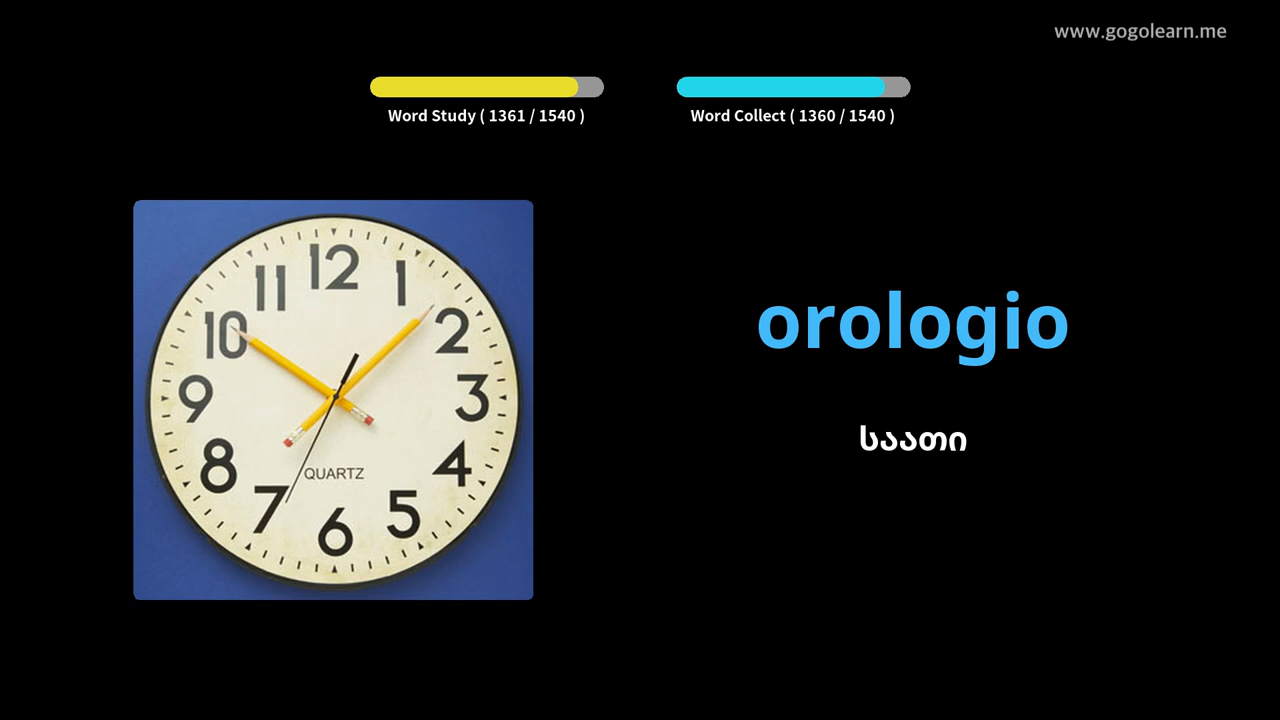 www.gogolearn.me
Word Study ( 1361 / 1540 )
Word Collect ( 1360 / 1540 )
12
11
1
10
2
9
3
8
4
7
5
6
QUARTZ
orologio
საათი